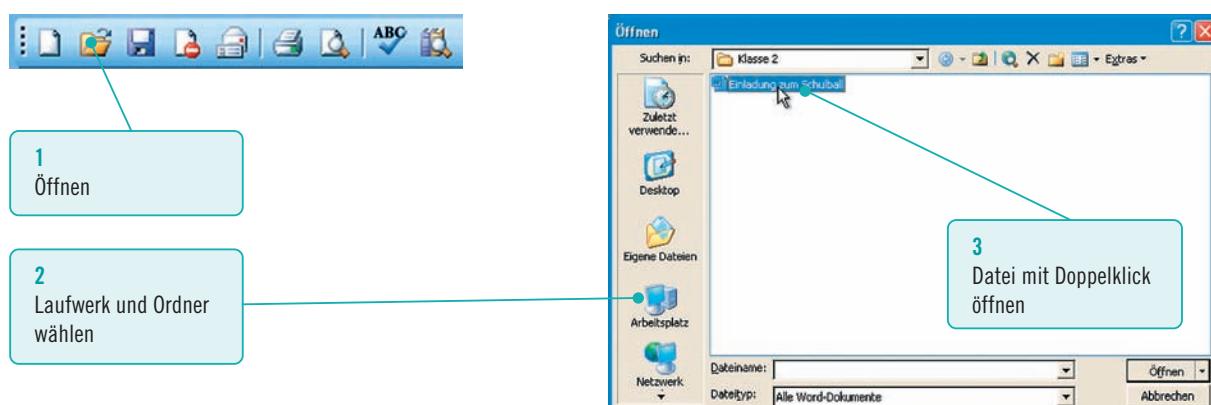 ABC
1
Öffnen
2
Laufwerk und Ordner
wählen
Öffnen
Suchen in:
Klasse 2
Extras
Einladung zum Schulball
Zuletzt
verwende...
Desktop
Eigene Dateien
Arbeitsplatz
Netzwerk
3
Datei mit Doppelklick
öffnen
Dateiname:
Öffnen
Dateityp:
Alle Word-Dokumente
Abbrechen